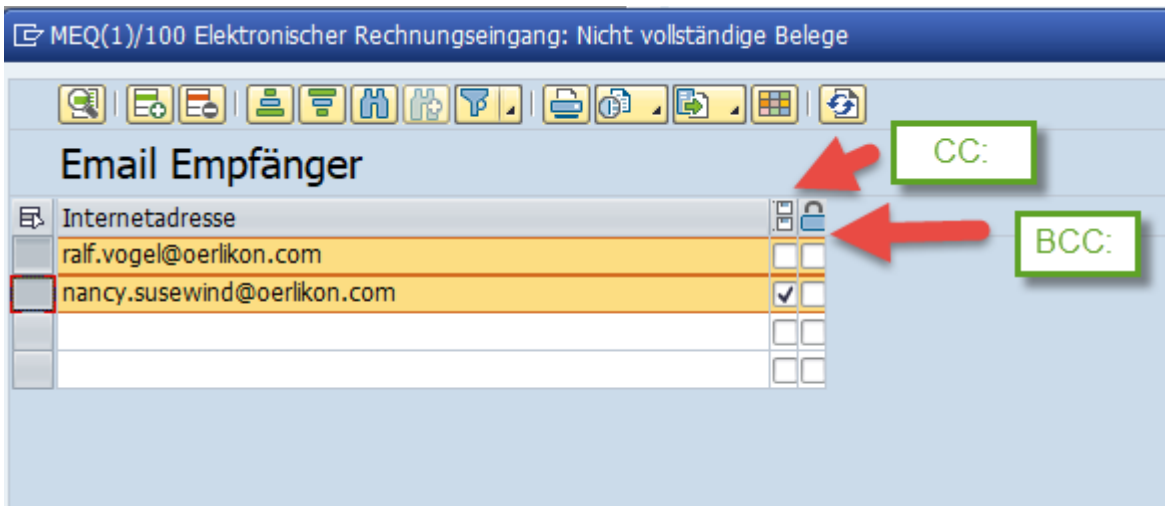 MEQ(1)/100 Elektronischer Rechnungseingang: Nicht vollständige Belege
CC:
Email Empfänger
Internetadresse
BCC:
ralf.vogel@oerlikon.com
nancy.susewind@oerlikon.com